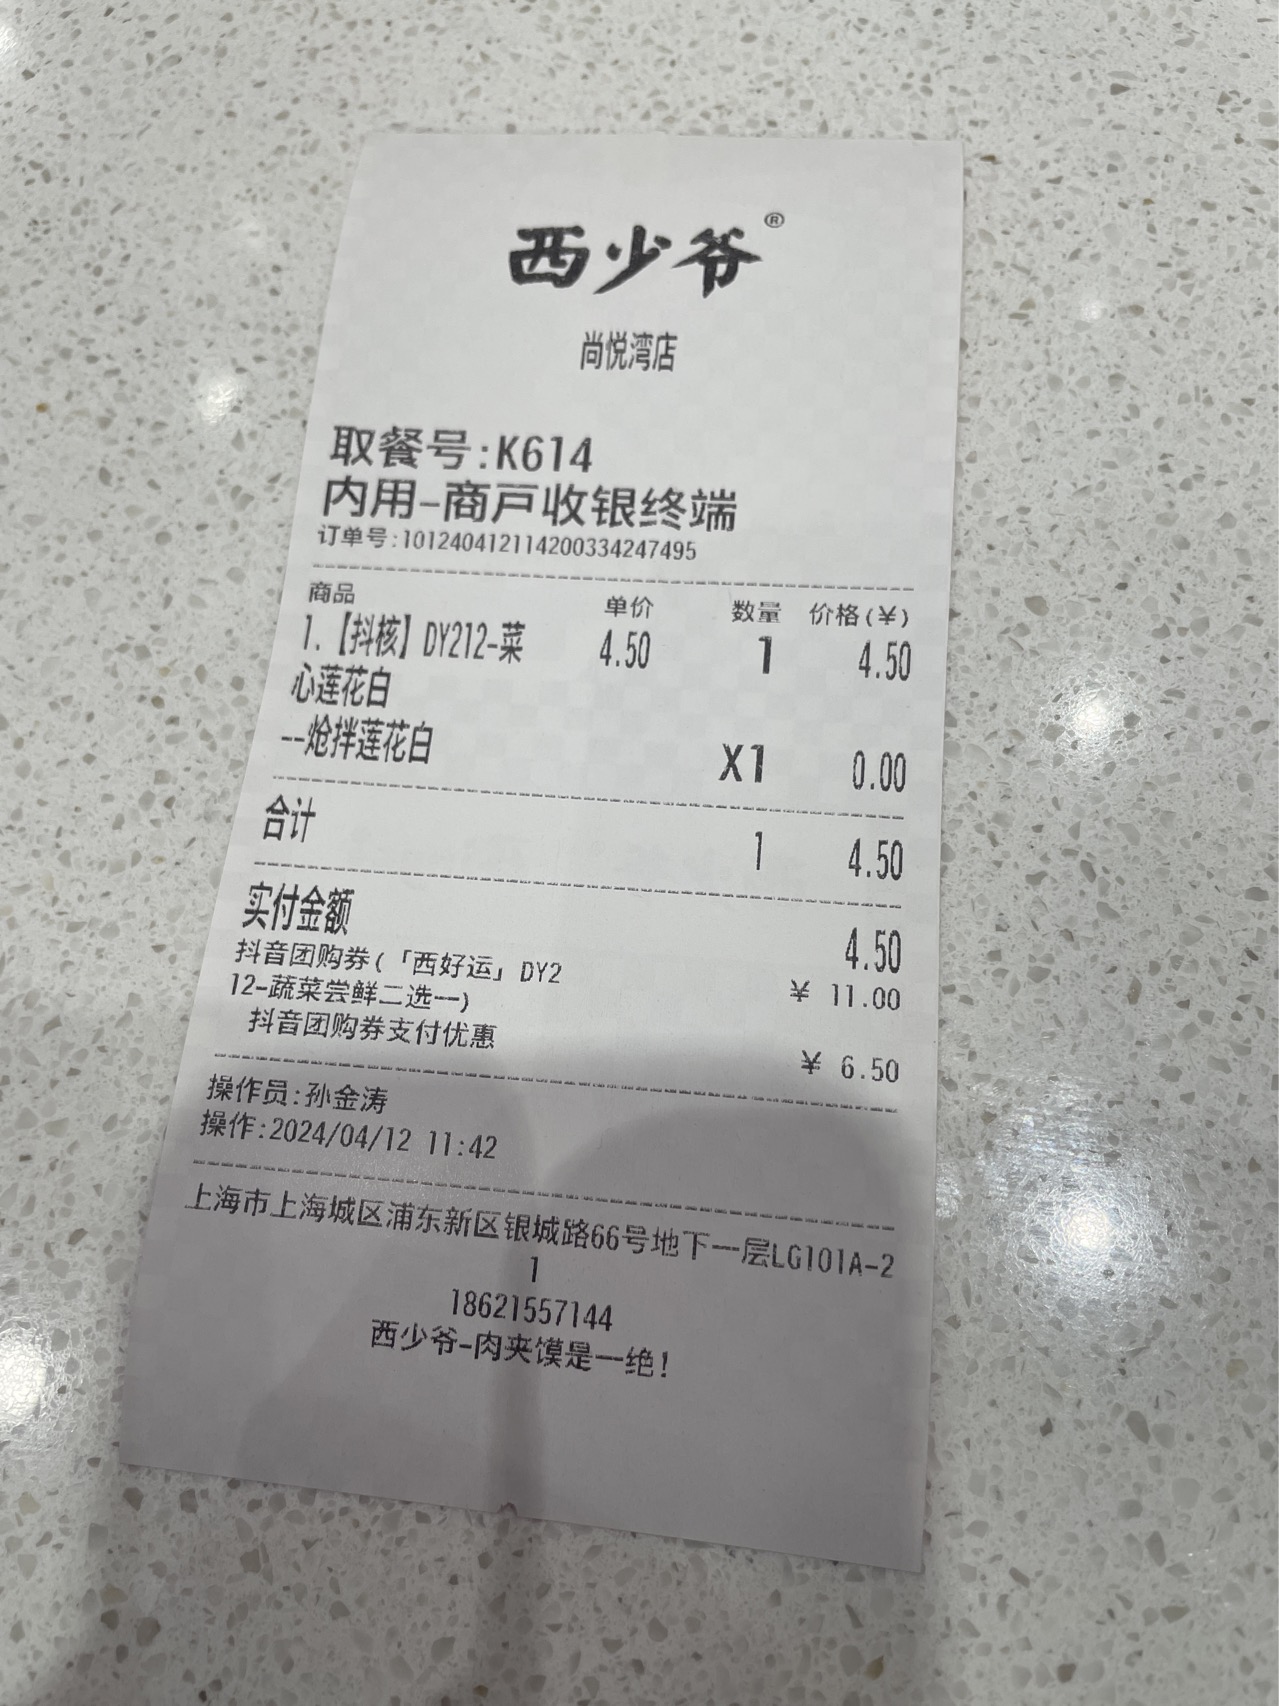 西少爷®
尚悦湾店
取餐号:K614
内用-商户收银终端
订单号:101240412114200334247495
商品 单价 数量 价格(¥)
1.【抖核】DY212-菜 4.50 1 4.50
心莲花白
--炝拌莲花白 X1 0.00
合计 1 4.50
实付金额 4.50
抖音团购券(「西好运」DY2 ¥ 11.00
12-蔬菜尝鲜二选一)
抖音团购券支付优惠 ¥ 6.50
操作员:孙金涛
操作:2024/04/12 11:42
上海市上海城区浦东新区银城路66号地下一层LG101A-2
1
18621557144
西少爷-肉夹馍是一绝!